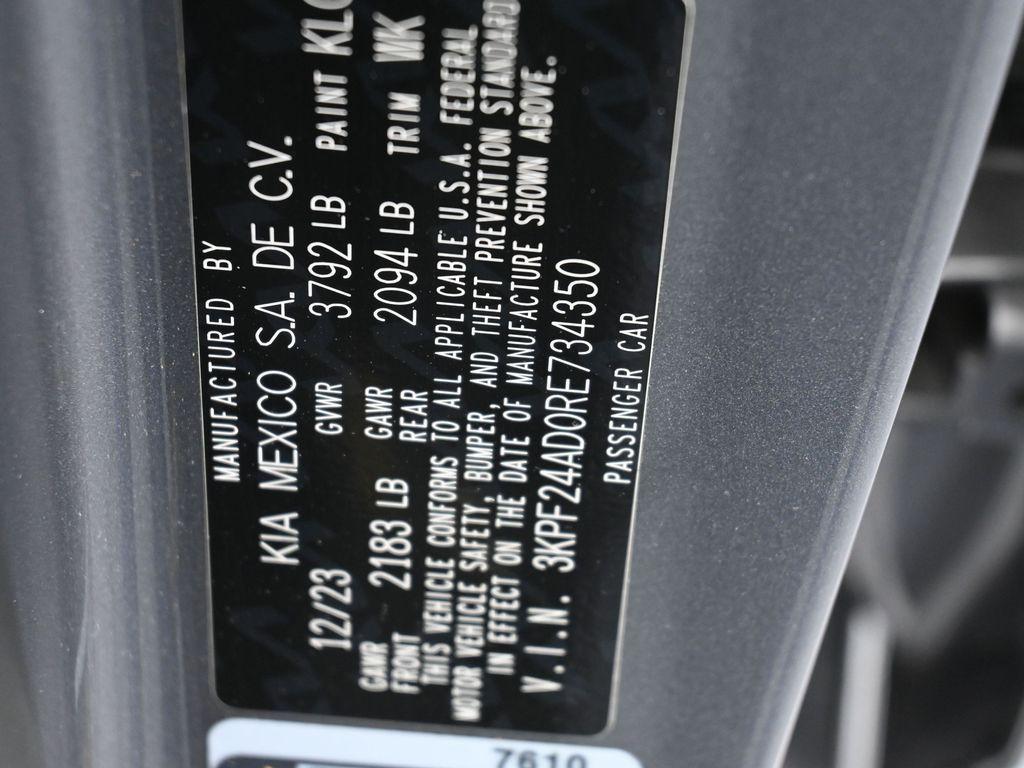 MANUFACTURED BY
KIA MEXICO S.A. DE C.V.
12/23 GVWR 3792 LB PAINT KLG
GAWR FRONT 2183 LB GAWR REAR 2094 LB TRIM WK
THIS VEHICLE CONFORMS TO ALL APPLICABLE U.S.A. FEDERAL
MOTOR VEHICLE SAFETY, BUMPER, AND THEFT PREVENTION STANDARD
IN EFFECT ON THE DATE OF MANUFACTURE SHOWN ABOVE.
V.I.N. 3KPF24AD0RE734350
PASSENGER CAR
7610